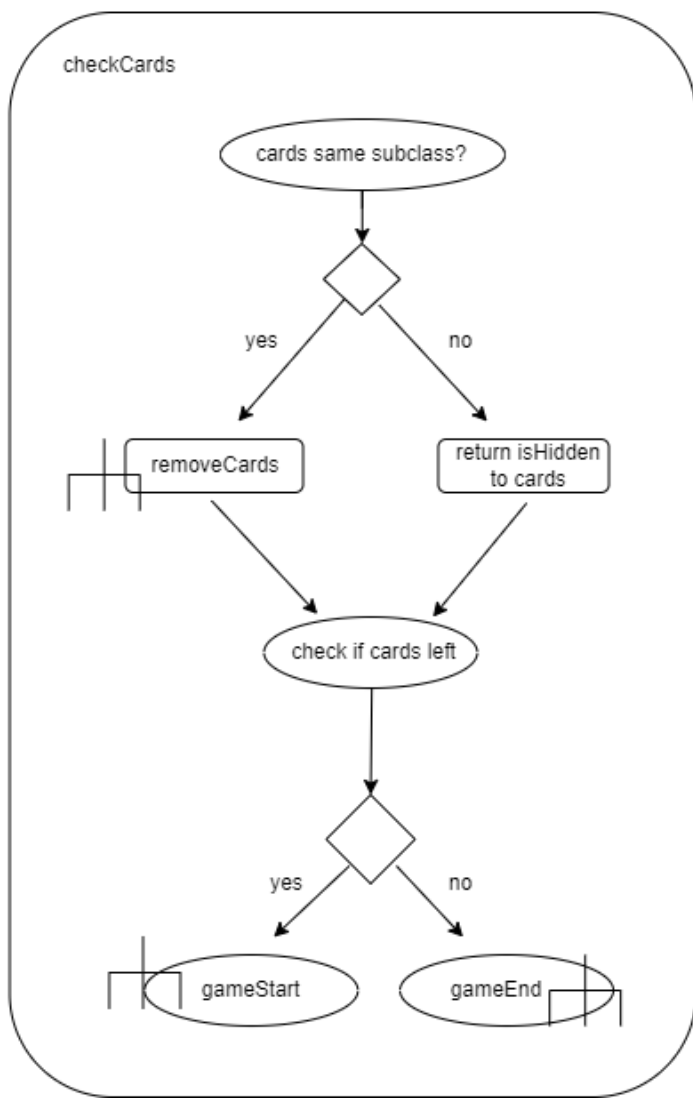 checkCards
cards same subclass?
yes
no
removeCards
return isHidden
to cards
check if cards left
yes
no
gameStart
gameEnd